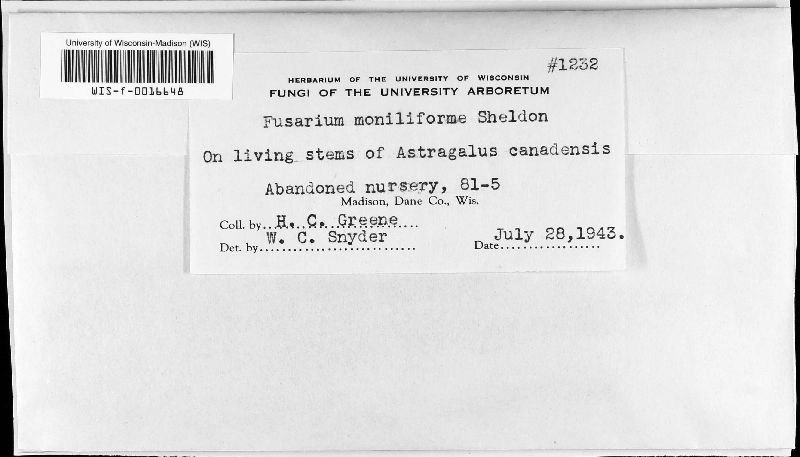 University of Wisconsin-Madison (WIS)
WIS-f-0016648
#1232
HERBARIUM OF THE UNIVERSITY OF WISCONSIN
FUNGI OF THE UNIVERSITY ARBORETUM
Fusarium moniliforme Sheldon
On living stems of Astragalus canadensis
Abandoned nursery, 81-5
Madison, Dane Co., Wis.
Coll. by H. C. Greene
Det. by W. C. Snyder
Date July 28,1943.